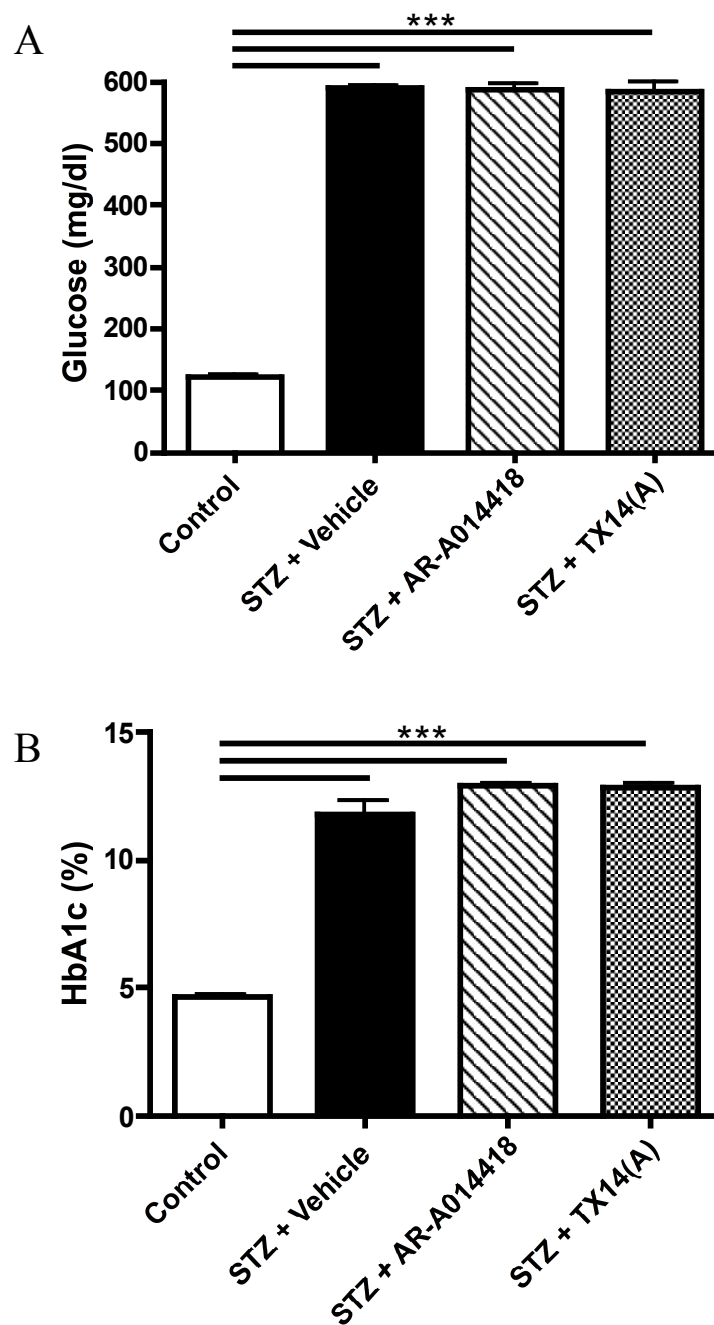 A
***
600
500
400
300
200
100
0
Glucose (mg/dl)
Control
STZ + Vehicle
STZ + AR-A014418
STZ + TX14(A)
B
***
15
10
5
0
HbA1c (%)
Control
STZ + Vehicle
STZ + AR-A014418
STZ + TX14(A)